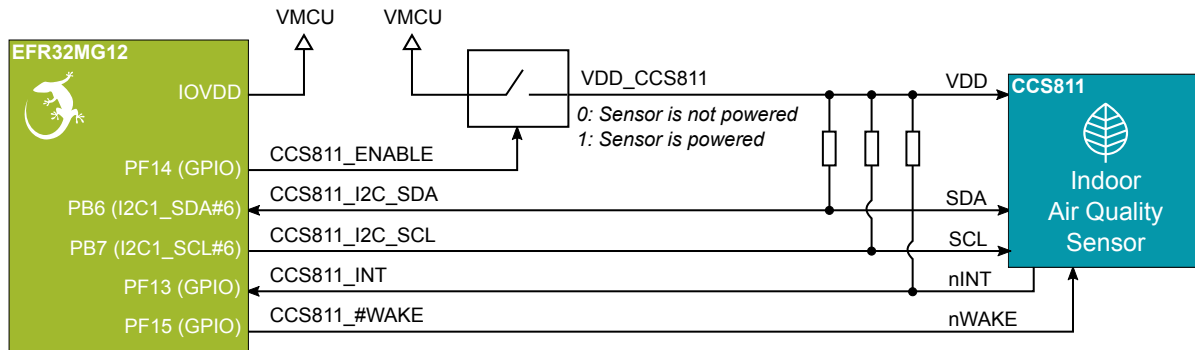 VMCU
VMCU
EFR32MG12
IOVDD
VDD_CCS811
VDD
CCS811
0: Sensor is not powered
1: Sensor is powered
PF14 (GPIO)
CCS811_ENABLE
PB6 (I2C1_SDA#6)
CCS811_I2C_SDA
SDA
PB7 (I2C1_SCL#6)
CCS811_I2C_SCL
SCL
Indoor
Air Quality
Sensor
PF13 (GPIO)
CCS811_INT
nINT
PF15 (GPIO)
CCS811_#WAKE
nWAKE